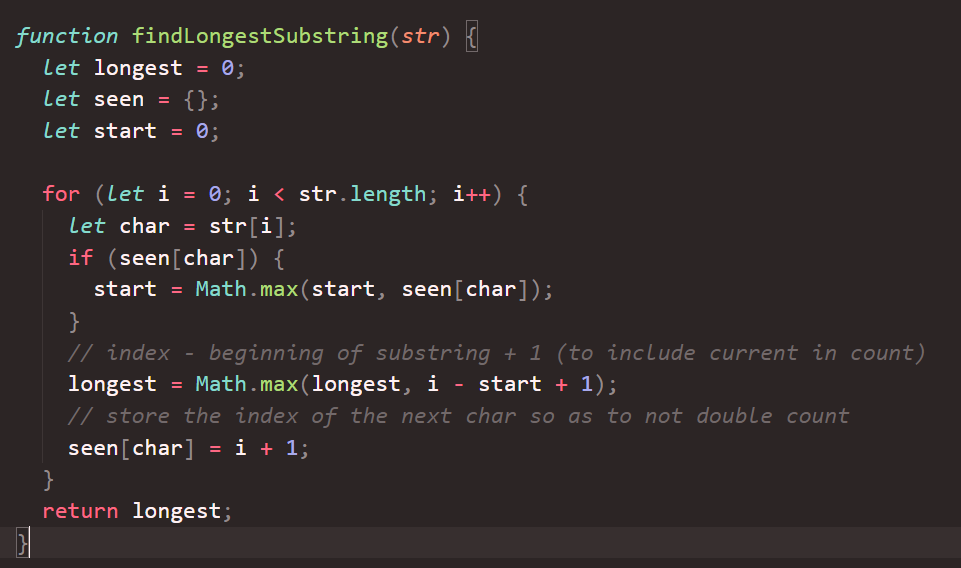 function findLongestSubstring(str) {
  let longest = 0;
  let seen = {};
  let start = 0;

  for (let i = 0; i < str.length; i++) {
    let char = str[i];
    if (seen[char]) {
      start = Math.max(start, seen[char]);
    }
    // index - beginning of substring + 1 (to include current in count)
    longest = Math.max(longest, i - start + 1);
    // store the index of the next char so as to not double count
    seen[char] = i + 1;
  }
  return longest;
}